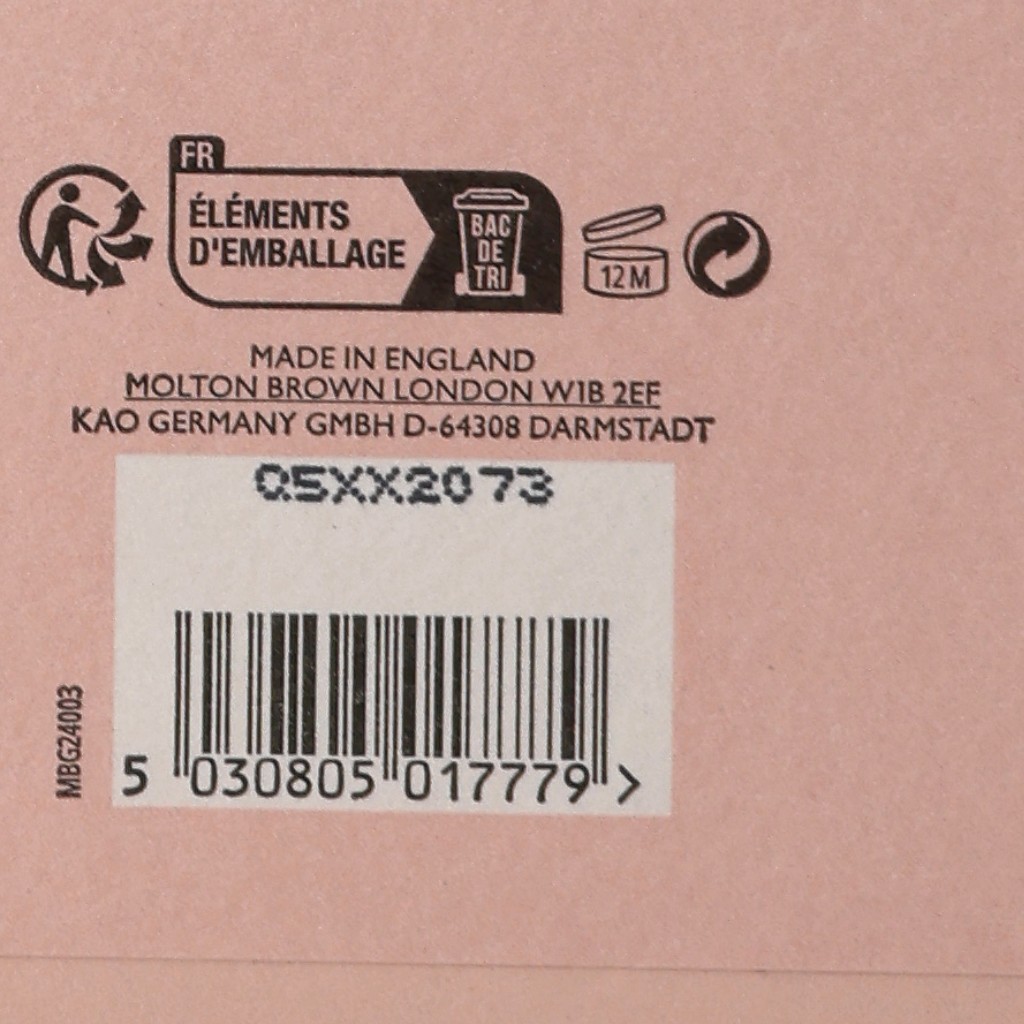 FR
ÉLÉMENTS
D'EMBALLAGE
BAC
DE
TRI
12 M
MADE IN ENGLAND
MOLTON BROWN LONDON W1B 2EF
KAO GERMANY GMBH D-64308 DARMSTADT
Q5XX2073
MBG24003
5 030805 017779 >